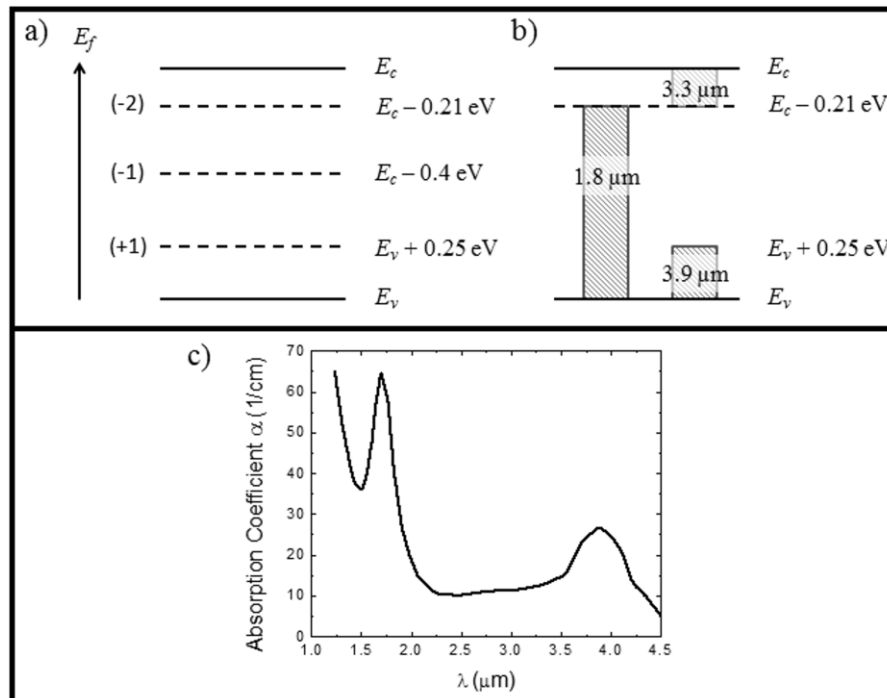 a)
E_f
E_c
(-2) E_c – 0.21 eV
(-1) E_c – 0.4 eV
(+1) E_v + 0.25 eV
E_v
b)
E_c
3.3 µm
E_c – 0.21 eV
1.8 µm
E_v + 0.25 eV
3.9 µm
E_v
c)
Absorption Coefficient α (1/cm)
70
60
50
40
30
20
10
0
1.0 1.5 2.0 2.5 3.0 3.5 4.0 4.5
λ (µm)